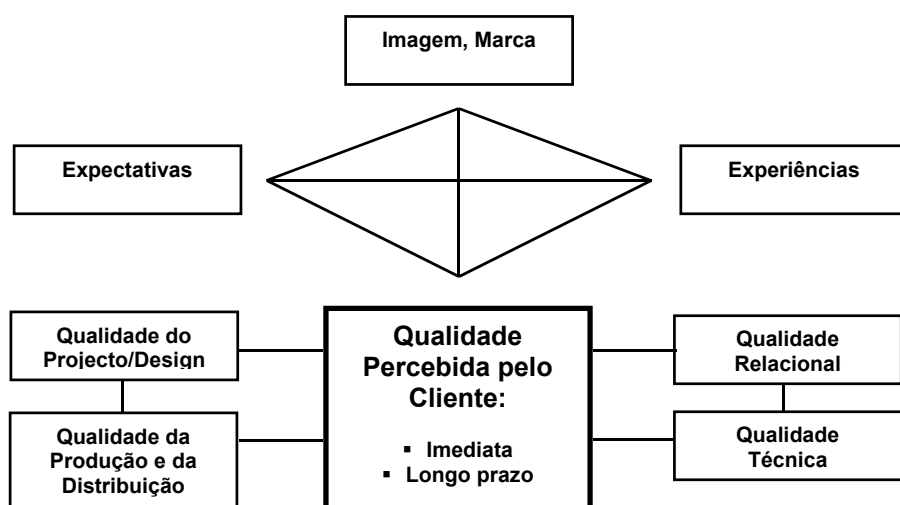 Imagem, Marca
Expectativas
Experiências
Qualidade do
Projecto/Design
Qualidade
Percebida pelo
Cliente:
▪ Imediata
▪ Longo prazo
Qualidade
Relacional
Qualidade da
Produção e da
Distribuição
Qualidade
Técnica